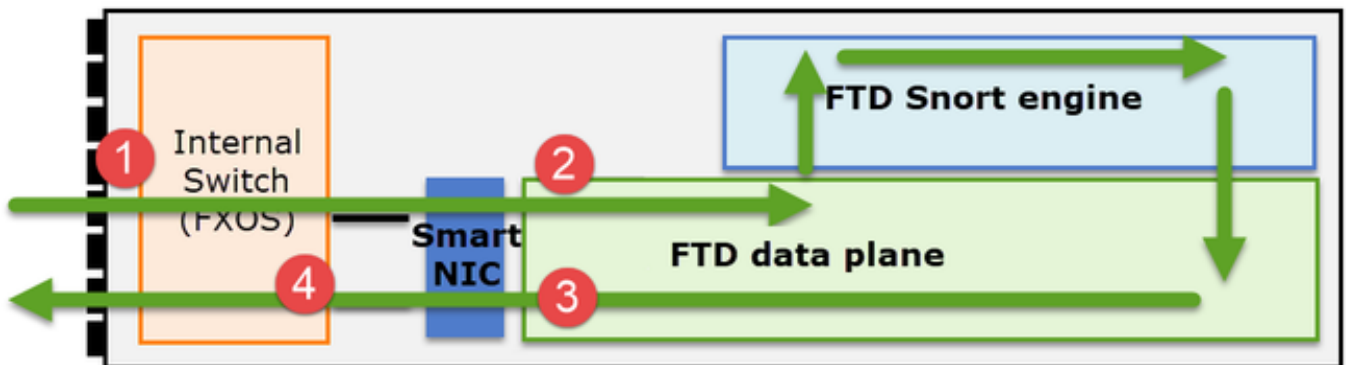 1
Internal
Switch
(FXOS)
2
FTD Snort engine
Smart
NIC
FTD data plane
4
3